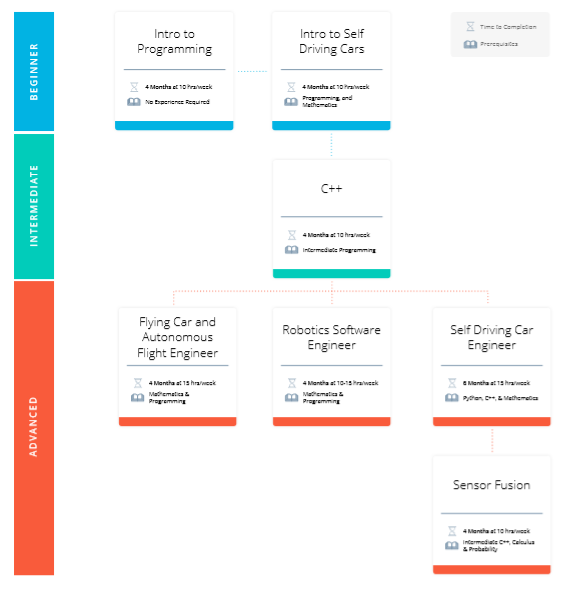 BEGINNER
Intro to
Programming
4 Months at 10 hrs/week
No Experience Required
Intro to Self
Driving Cars
4 Months at 10 hrs/week
Programming, and
Mathematics
Time to Completion
Prerequisites
INTERMEDIATE
C++
4 Months at 10 hrs/week
Intermediate Programming
ADVANCED
Flying Car and
Autonomous
Flight Engineer
4 Months at 15 hrs/week
Mathematics &
Programming
Robotics Software
Engineer
4 Months at 10-15 hrs/week
Mathematics &
Programming
Self Driving Car
Engineer
6 Months at 15 hrs/week
Python, C++, & Mathematics
Sensor Fusion
4 Months at 10 hrs/week
Intermediate C++, Calculus
& Probability